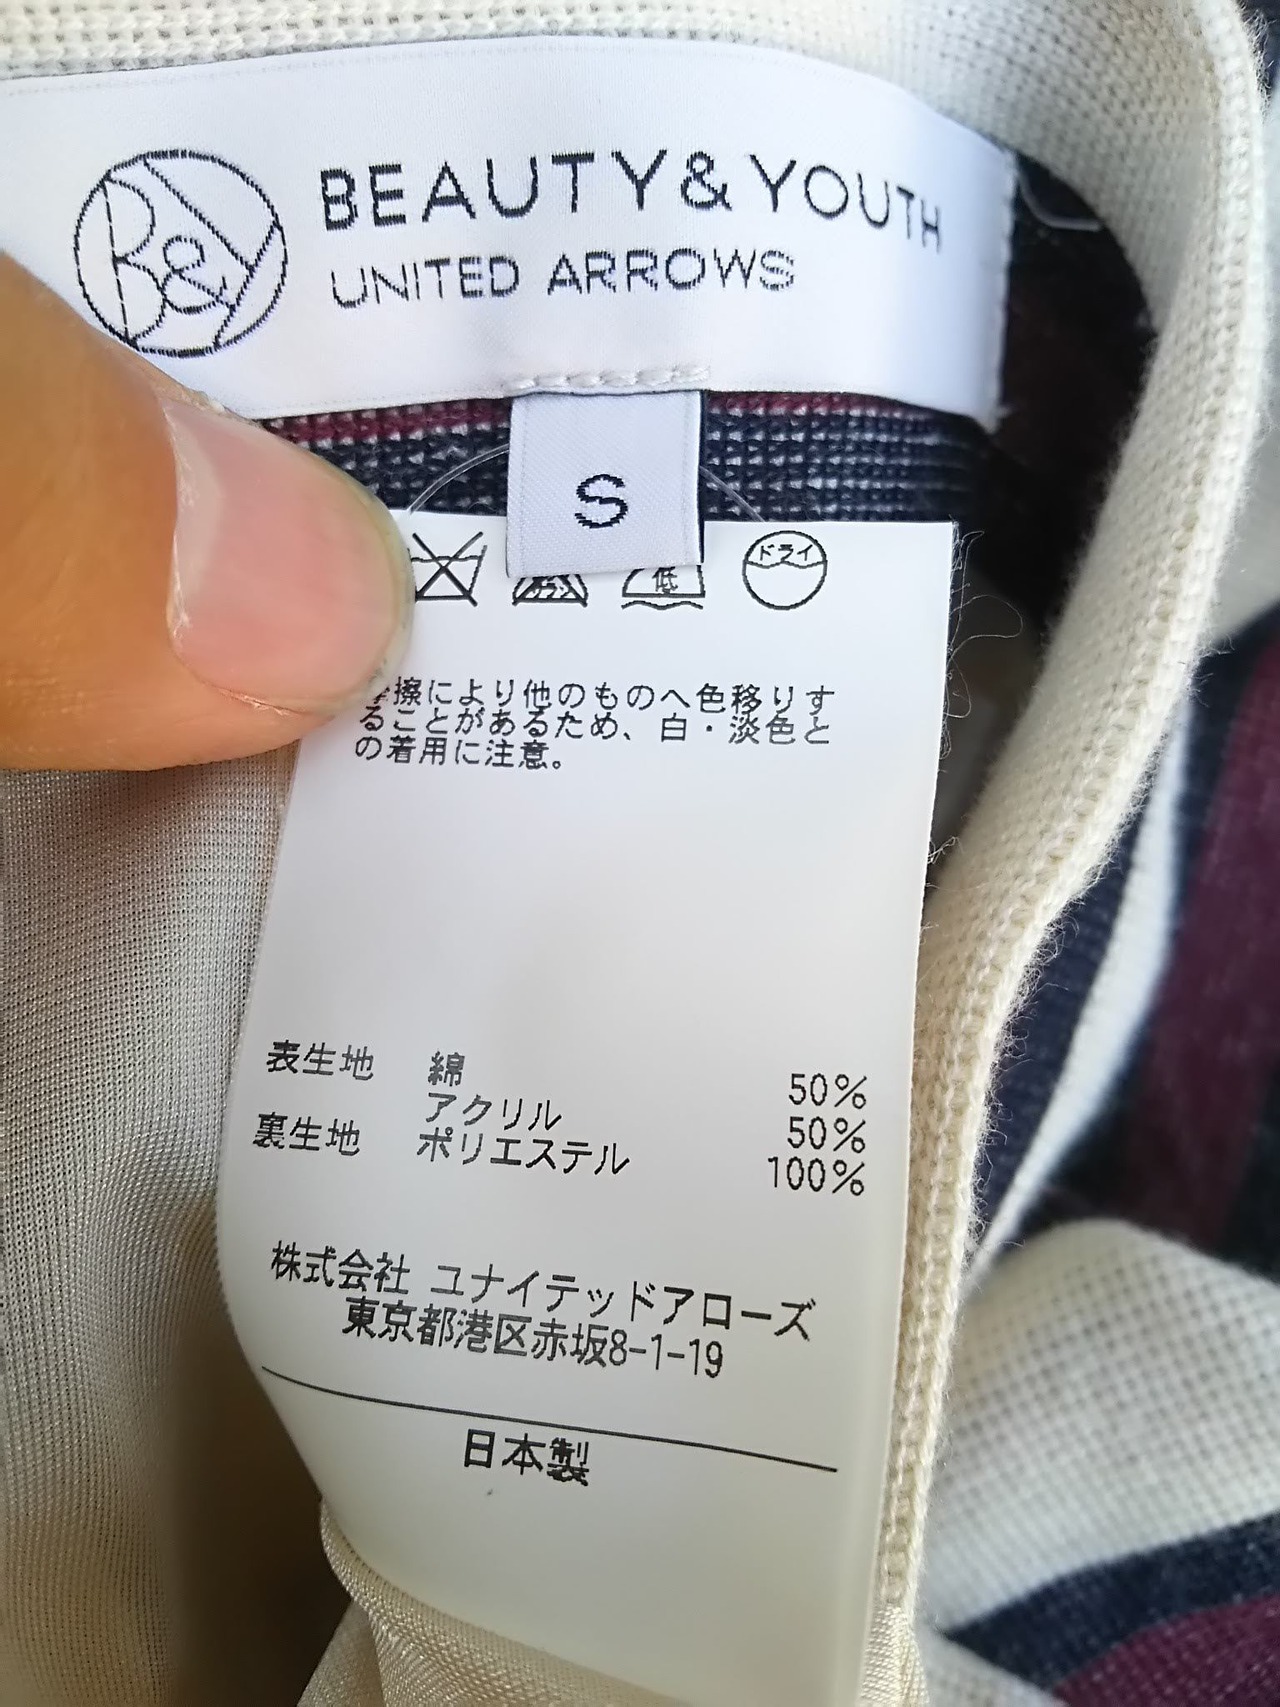 B&Y
BEAUTY&YOUTH
UNITED ARROWS
S
低
ドライ
擦により他のものへ色移りす
ることがあるため、白・淡色と
の着用に注意。
表生地 綿 50%
アクリル 50%
裏生地 ポリエステル 100%
株式会社 ユナイテッドアローズ
東京都港区赤坂8-1-19
日本製